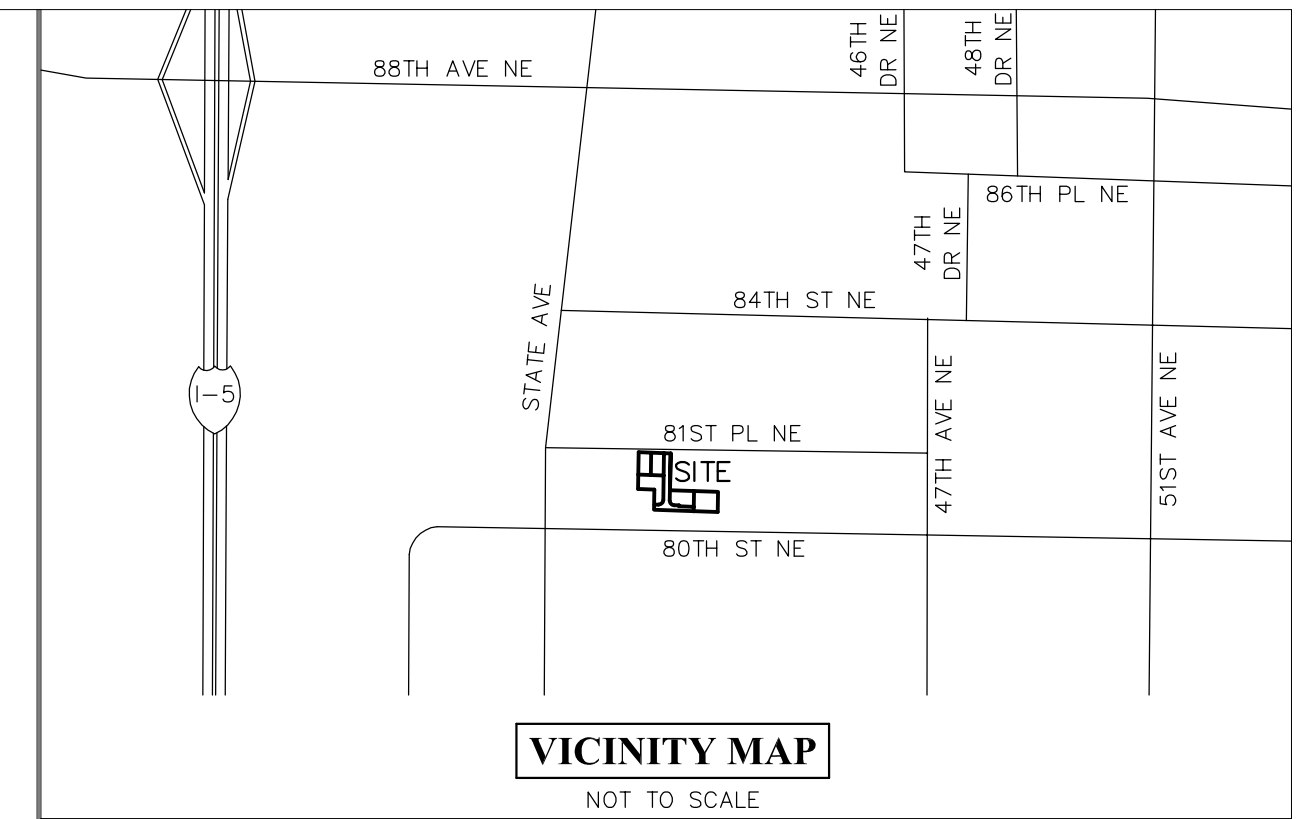 46TH
DR NE
48TH
DR NE
88TH AVE NE
86TH PL NE
47TH
DR NE
84TH ST NE
STATE AVE
I-5
47TH AVE NE
51ST AVE NE
81ST PL NE
SITE
80TH ST NE
VICINITY MAP
NOT TO SCALE